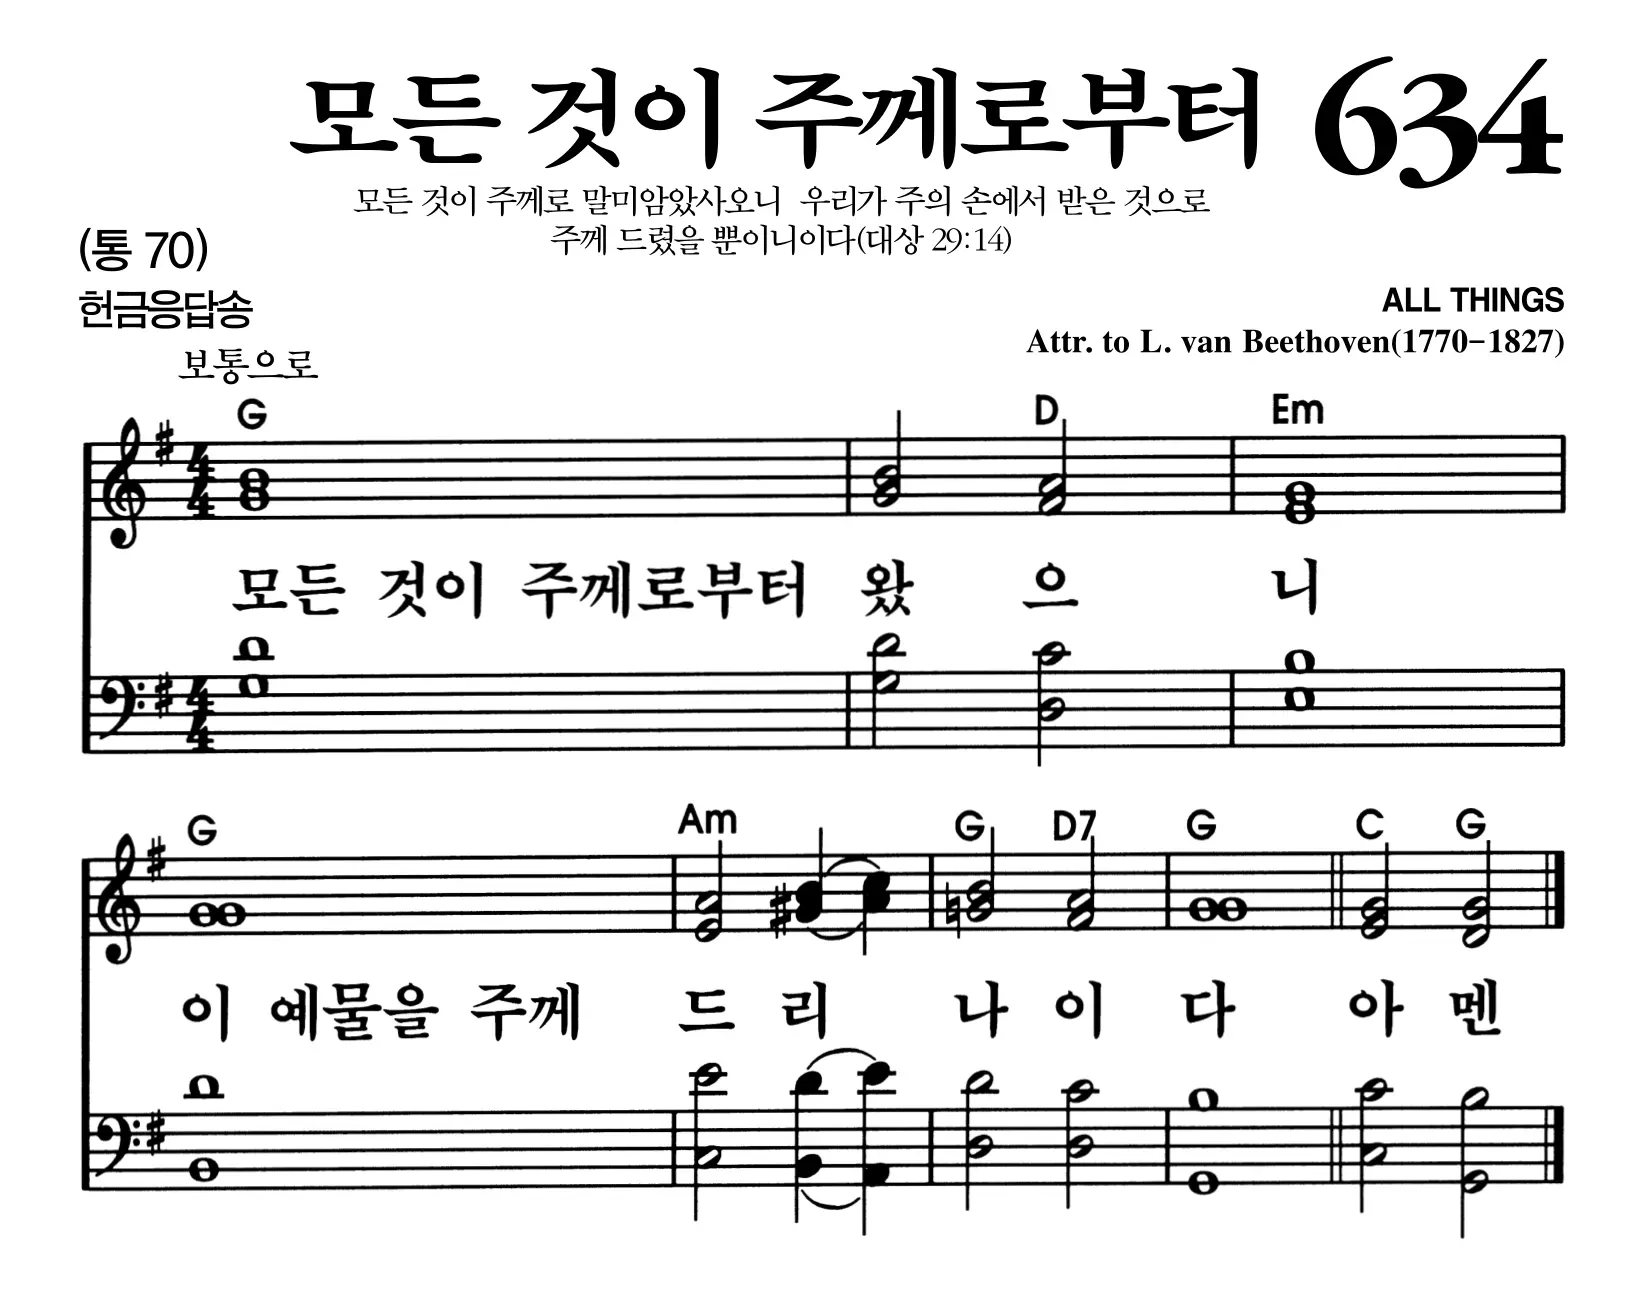 모든 것이 주께로부터 634
모든 것이 주께로 말미암았사오니 우리가 주의 손에서 받은 것으로
주께 드렸을 뿐이니이다(대상 29:14)
(통 70)
헌금응답송
ALL THINGS
Attr. to L. van Beethoven(1770-1827)
보통으로
G D Em
4 4
모든 것이 주께로부터 왔 으 니
4 4
G Am G D7 G C G
이 예물을 주께 드 리 나 이 다 아 멘